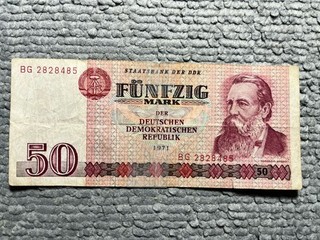 STAATSBANK DER DDR
BG 2828485
FÜNFZIG
MARK
DER
DEUTSCHEN
DEMOKRATISCHEN
REPUBLIK
1971
BG 2828485
50
50